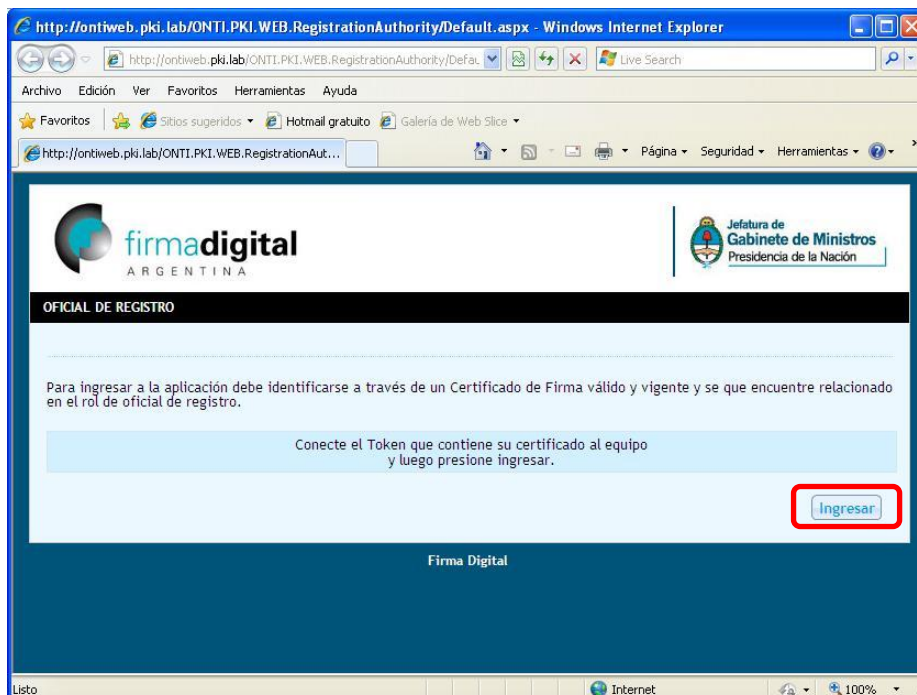 http://ontiweb.pki.lab/ONTI.PKI.WEB.RegistrationAuthority/Default.aspx - Windows Internet Explorer
http://ontiweb.pki.lab/ONTI.PKI.WEB.RegistrationAuthority/Defau
Live Search
Archivo Edición Ver Favoritos Herramientas Ayuda
Favoritos Sitios sugeridos Hotmail gratuito Galería de Web Slice
http://ontiweb.pki.lab/ONTI.PKI.WEB.RegistrationAut... Página Seguridad Herramientas
firmadigital
ARGENTINA
Jefatura de
Gabinete de Ministros
Presidencia de la Nación
OFICIAL DE REGISTRO
Para ingresar a la aplicación debe identificarse a través de un Certificado de Firma válido y vigente y se que encuentre relacionado
en el rol de oficial de registro.
Conecte el Token que contiene su certificado al equipo
y luego presione ingresar.
Ingresar
Firma Digital
Listo Internet 100%